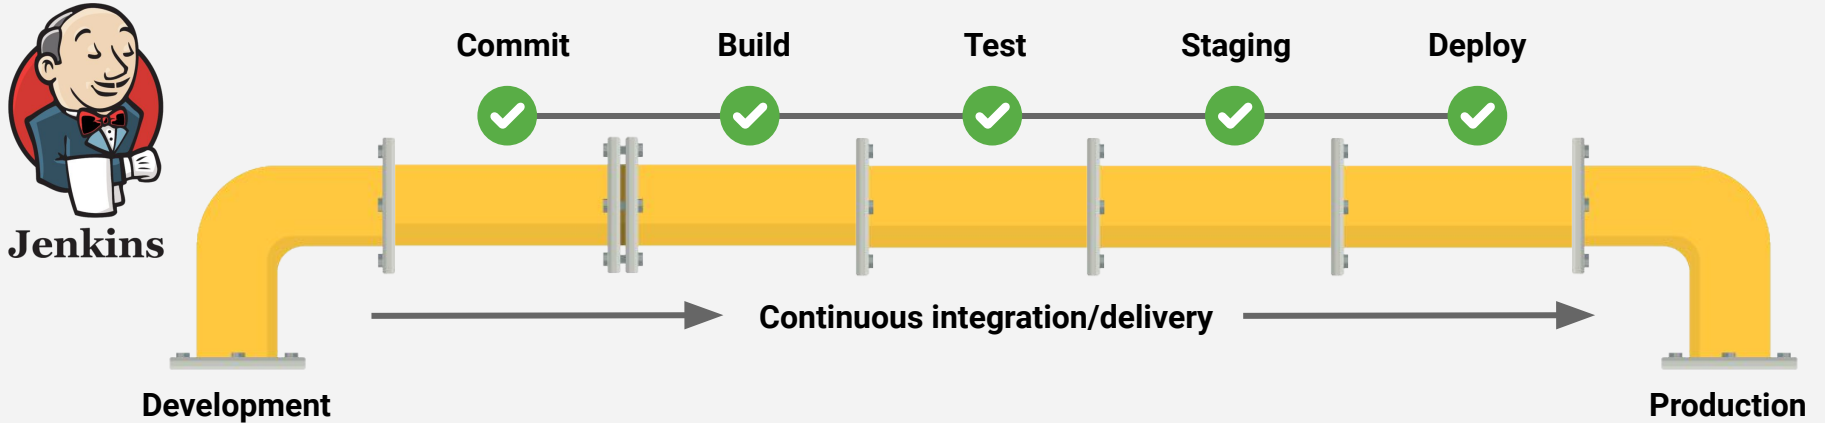 Commit
Build
Test
Staging
Deploy
Jenkins
Continuous integration/delivery
Development
Production